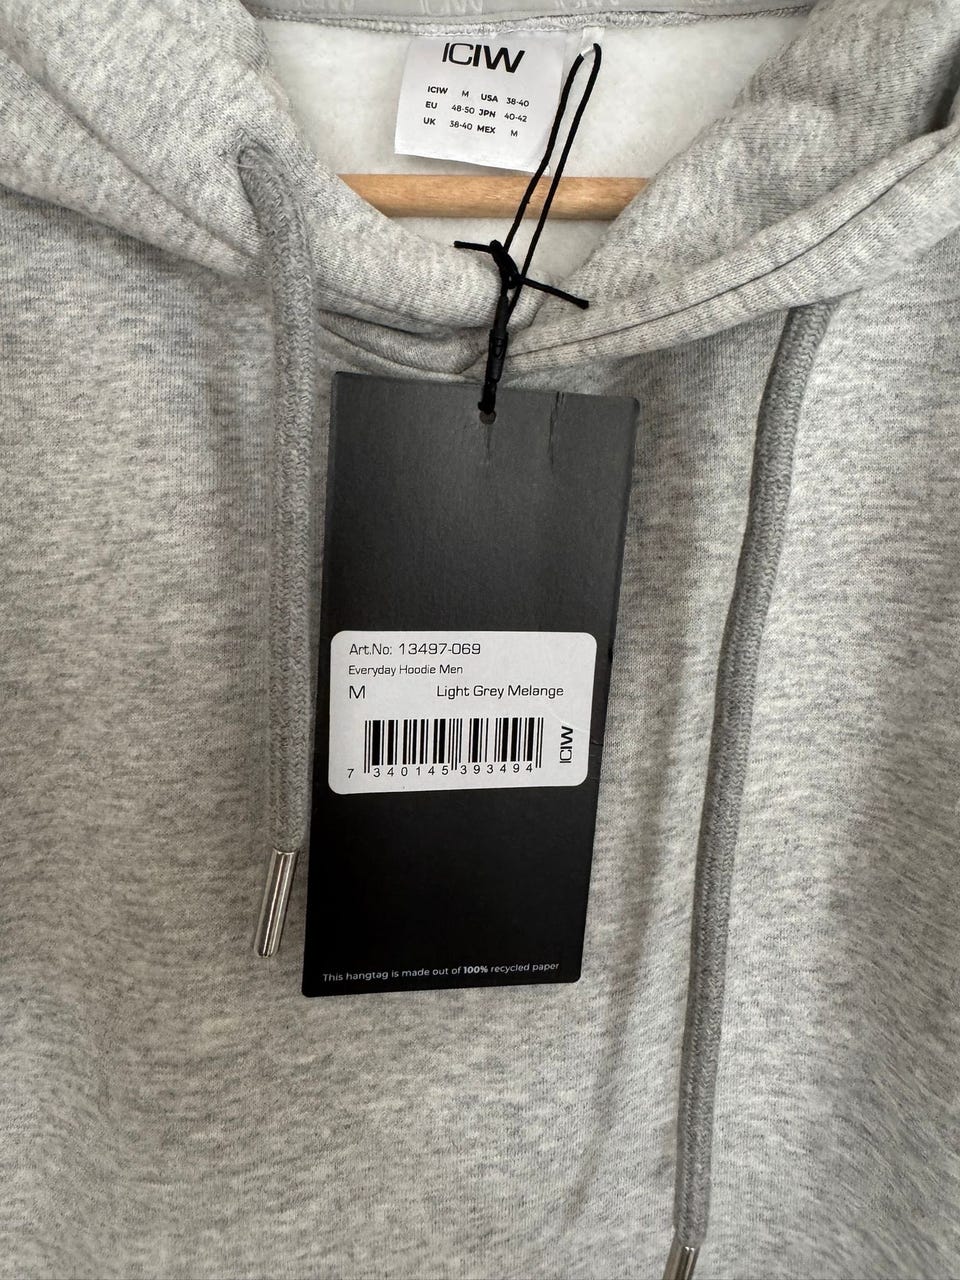 ICIW
ICIW M USA 38-40
EU 48-50 JPN 40-42
UK 38-40 MEX M
Art.No: 13497-069
Everyday Hoodie Men
M Light Grey Melange
ICIW
7 340145 393494
This hangtag is made out of 100% recycled paper